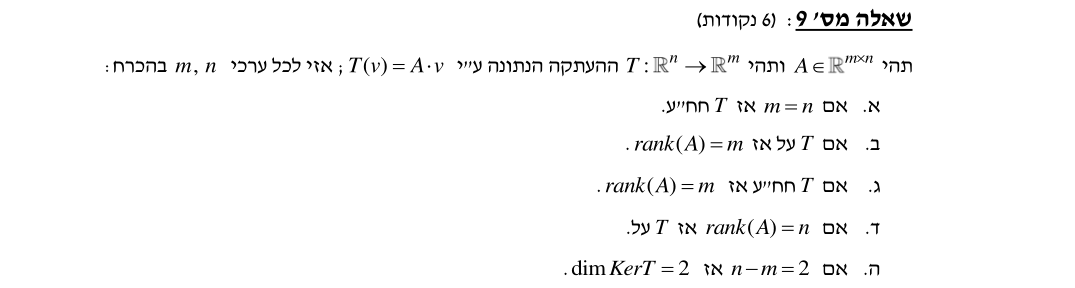 שאלה מס׳ 9 : (6 נקודות)
תהי A ∈ ℝ^{m×n} ותהי T : ℝ^n → ℝ^m ההעתקה הנתונה ע״י T(v) = A·v ; אזי לכל ערכי m, n בהכרח:
א. אם m = n אז T חח״ע.
ב. אם T על אז rank(A) = m .
ג. אם T חח״ע אז rank(A) = m .
ד. אם rank(A) = n אז T על.
ה. אם n−m = 2 אז dim KerT = 2 .